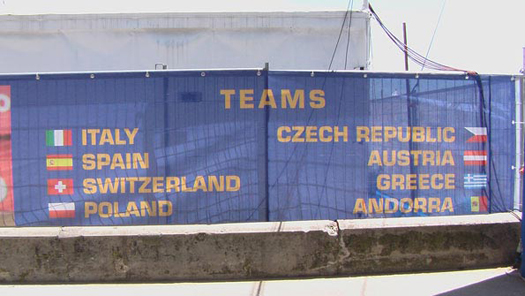 TEAMS
ITALY
SPAIN
SWITZERLAND
POLAND
CZECH REPUBLIC
AUSTRIA
GREECE
ANDORRA